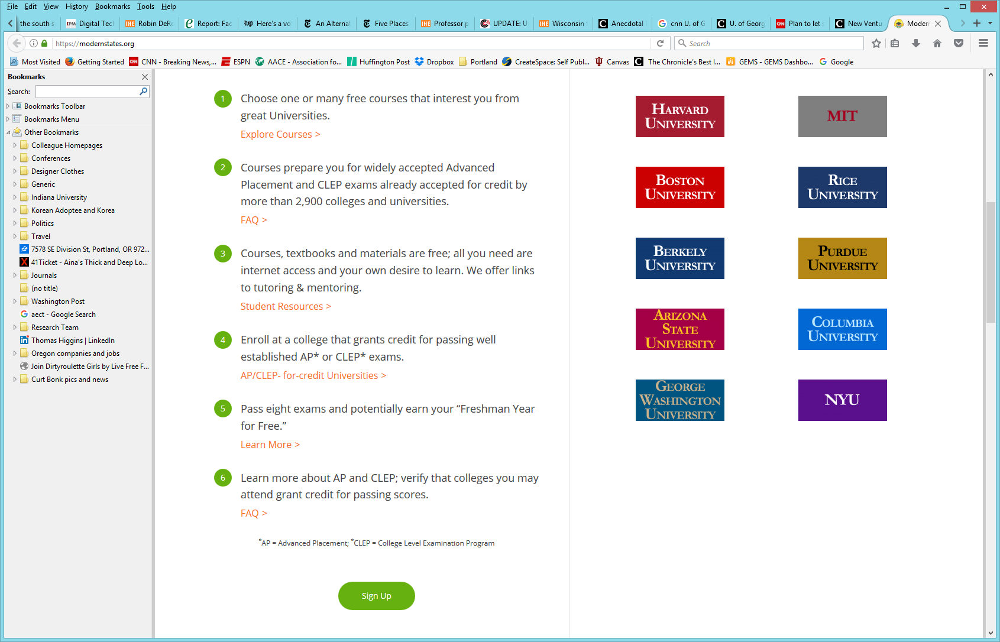 File Edit View History Bookmarks Tools Help
the south s Digital Tech Robin DeRo Report: Fac Here's a vo An Alternat Five Places Professor p UPDATE: U Wisconsin Anecdotal cnn U. of G U. of Georg Plan to let New Ventu Modern
https://modernstates.org Search
Most Visited Getting Started CNN - Breaking News,... ESPN AACE - Association fo... Huffington Post Dropbox Portland CreateSpace: Self Publ... Canvas The Chronicle's Best I... GEMS - GEMS Dashbo... Google
Bookmarks
Search:
Bookmarks Toolbar
Bookmarks Menu
Other Bookmarks
Colleague Homepages
Conferences
Designer Clothes
Generic
Indiana University
Korean Adoptee and Korea
Politics
Travel
7578 SE Division St, Portland, OR 972...
41Ticket - Aina's Thick and Deep Lo...
Journals
(no title)
Washington Post
aect - Google Search
Research Team
Thomas Higgins | LinkedIn
Oregon companies and jobs
Join Dirtyroulette Girls by Live Free F...
Curt Bonk pics and news
1 Choose one or many free courses that interest you from
great Universities.
Explore Courses >
2 Courses prepare you for widely accepted Advanced
Placement and CLEP exams already accepted for credit by
more than 2,900 colleges and universities.
FAQ >
3 Courses, textbooks and materials are free; all you need are
internet access and your own desire to learn. We offer links
to tutoring & mentoring.
Student Resources >
4 Enroll at a college that grants credit for passing well
established AP* or CLEP* exams.
AP/CLEP- for-credit Universities >
5 Pass eight exams and potentially earn your “Freshman Year
for Free.”
Learn More >
6 Learn more about AP and CLEP; verify that colleges you may
attend grant credit for passing scores.
FAQ >
*AP = Advanced Placement; *CLEP = College Level Examination Program
Sign Up
HARVARD
UNIVERSITY
MIT
BOSTON
UNIVERSITY
RICE
UNIVERSITY
BERKELY
UNIVERSITY
PURDUE
UNIVERSITY
ARIZONA
STATE
UNIVERSITY
COLUMBIA
UNIVERSITY
GEORGE
WASHINGTON
UNIVERSITY
NYU